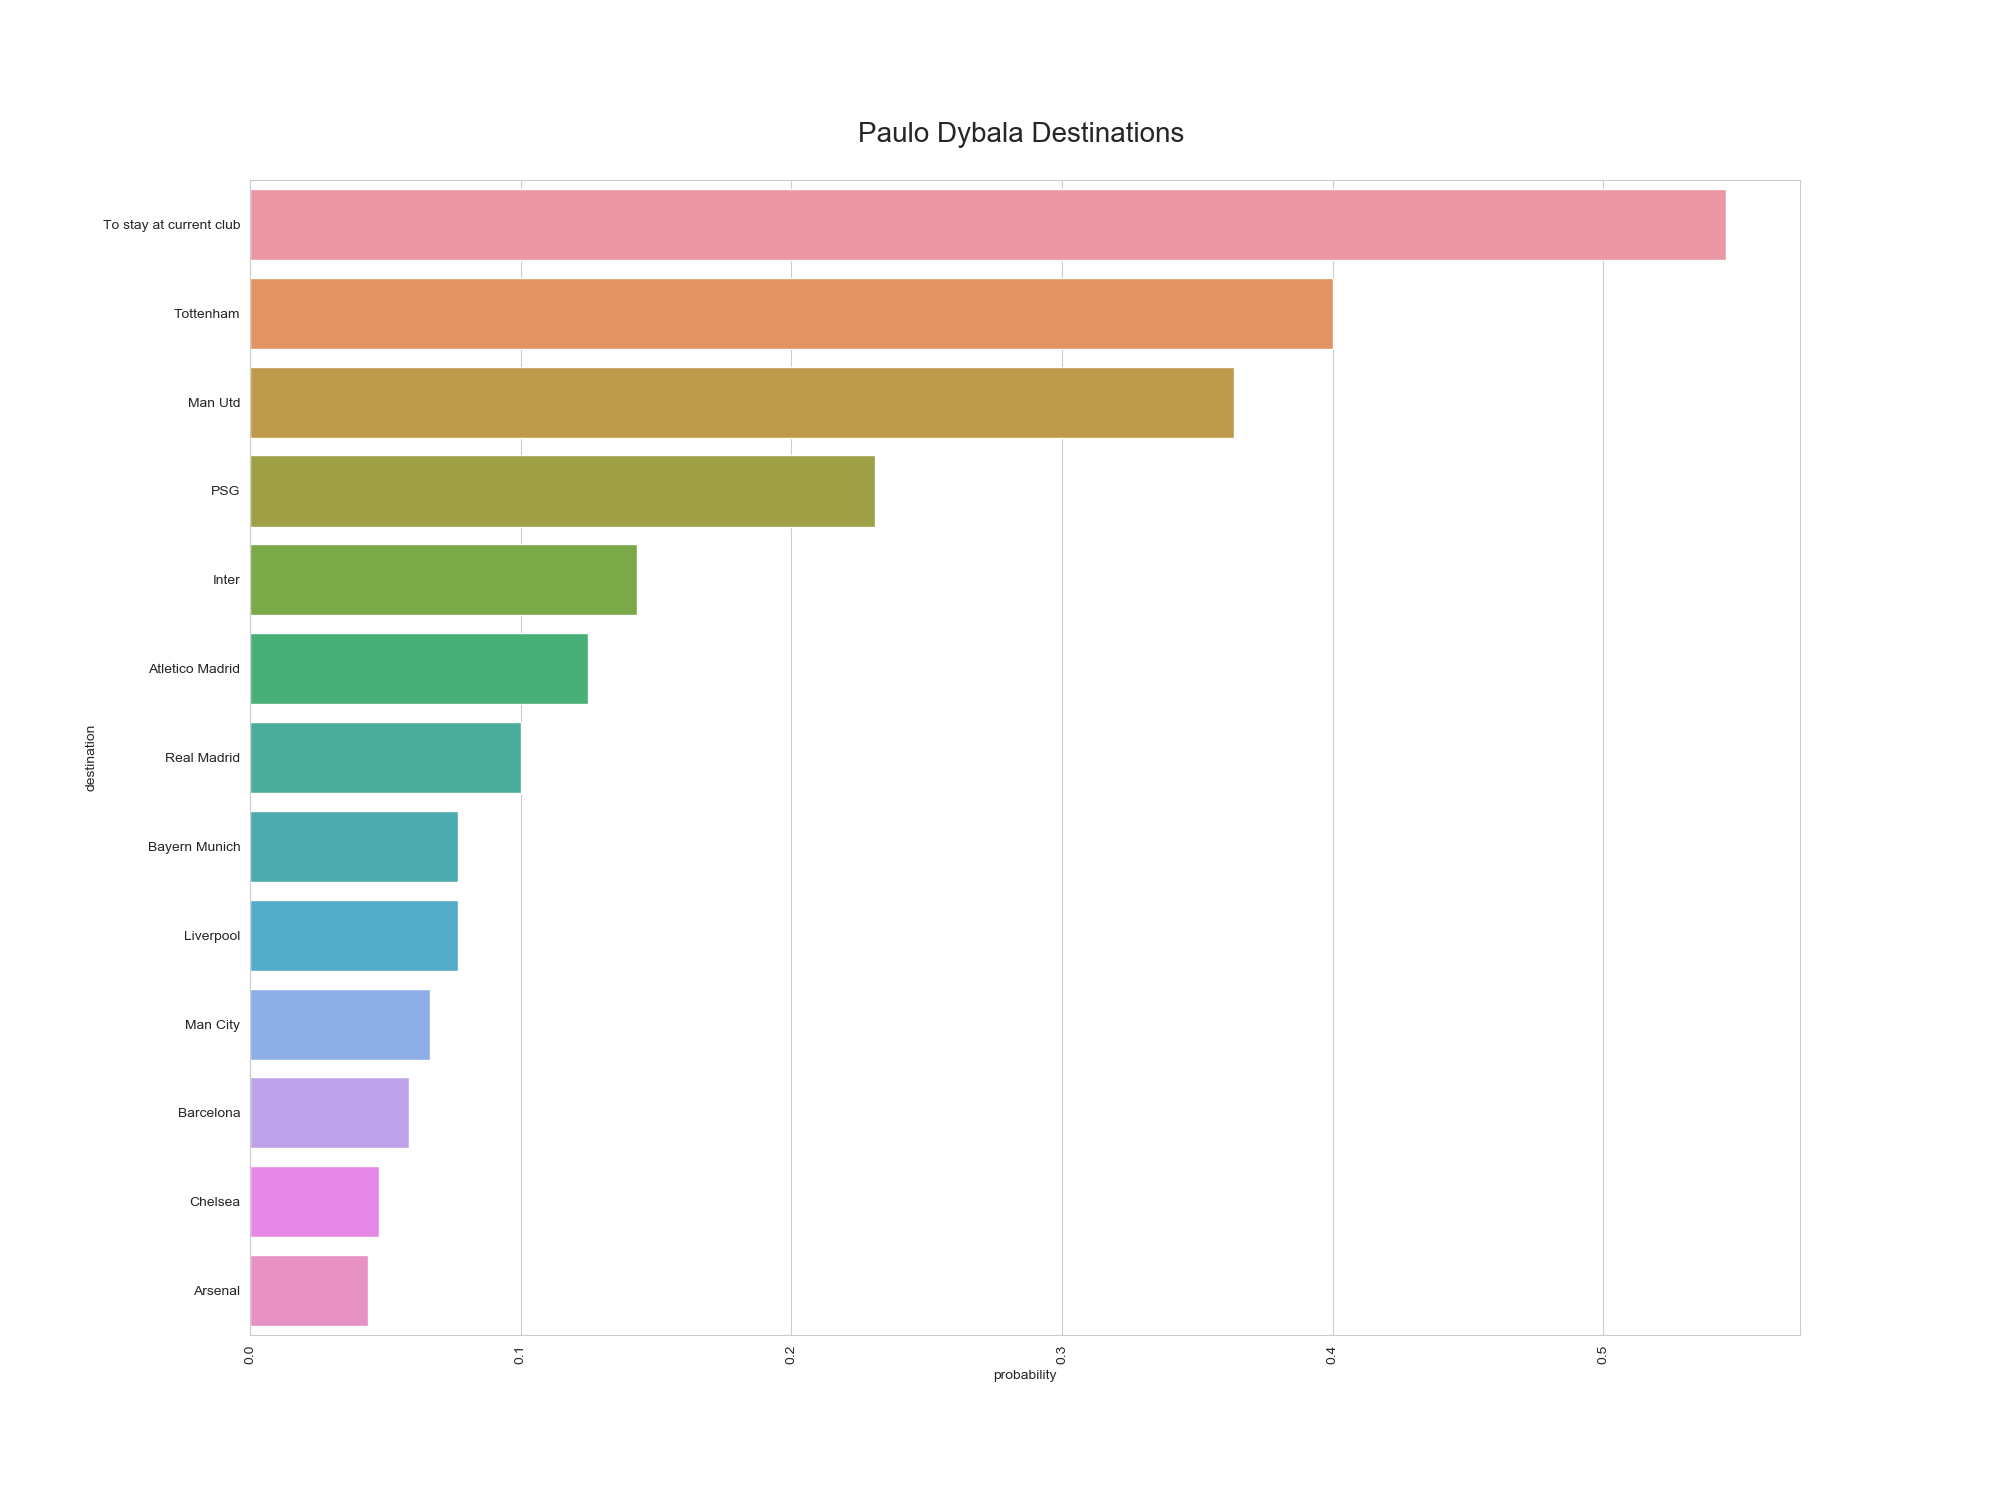 Paulo Dybala Destinations
To stay at current club
Tottenham
Man Utd
PSG
Inter
Atletico Madrid
Real Madrid
Bayern Munich
Liverpool
Man City
Barcelona
Chelsea
Arsenal
destination
0.0
0.1
0.2
0.3
0.4
0.5
probability